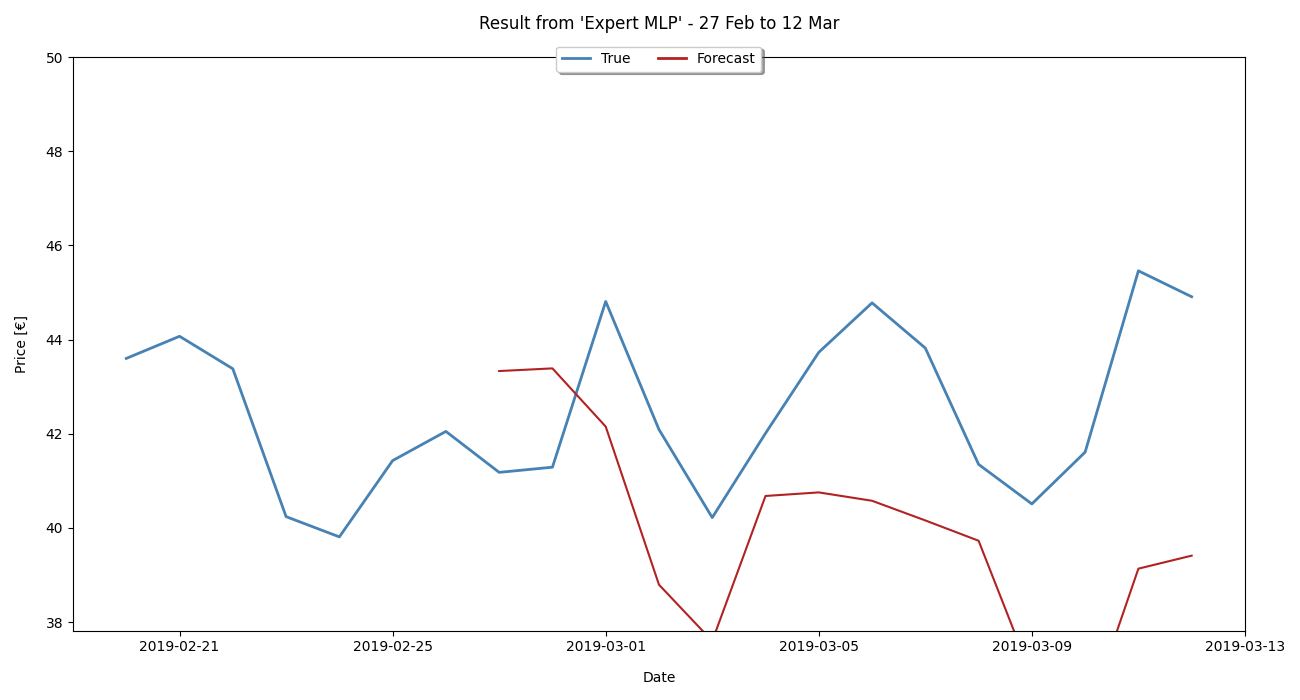 Result from 'Expert MLP' - 27 Feb to 12 Mar
True Forecast
50
48
46
44
42
40
38
Price [€]
2019-02-21 2019-02-25 2019-03-01 2019-03-05 2019-03-09 2019-03-13
Date